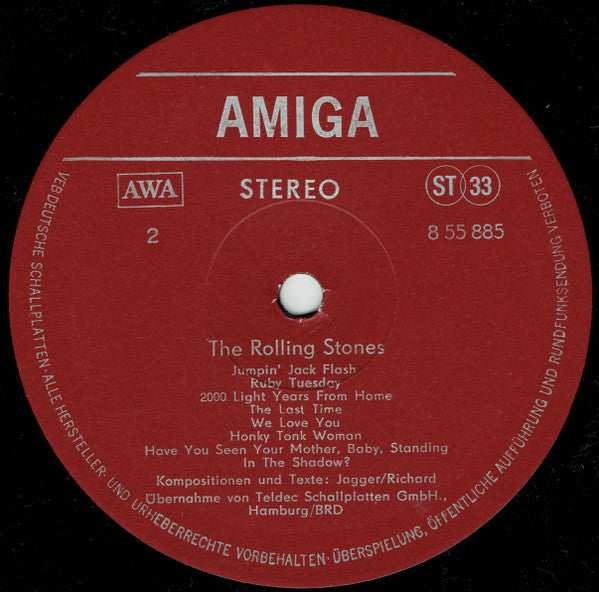 AMIGA
AWA
STEREO
ST 33
2
8 55 885
The Rolling Stones
Jumpin' Jack Flash
Ruby Tuesday
2000 Light Years From Home
The Last Time
We Love You
Honky Tonk Woman
Have You Seen Your Mother, Baby, Standing
In The Shadow?
Kompositionen und Texte: Jagger/Richard
Übernahme von Teldec Schallplatten GmbH.,
Hamburg/BRD
VEB DEUTSCHE SCHALLPLATTEN · ALLE HERSTELLER- UND URHEBERRECHTE VORBEHALTEN · ÜBERSPIELUNG, ÖFFENTLICHE AUFFÜHRUNG UND RUNDFUNKSENDUNG VERBOTEN